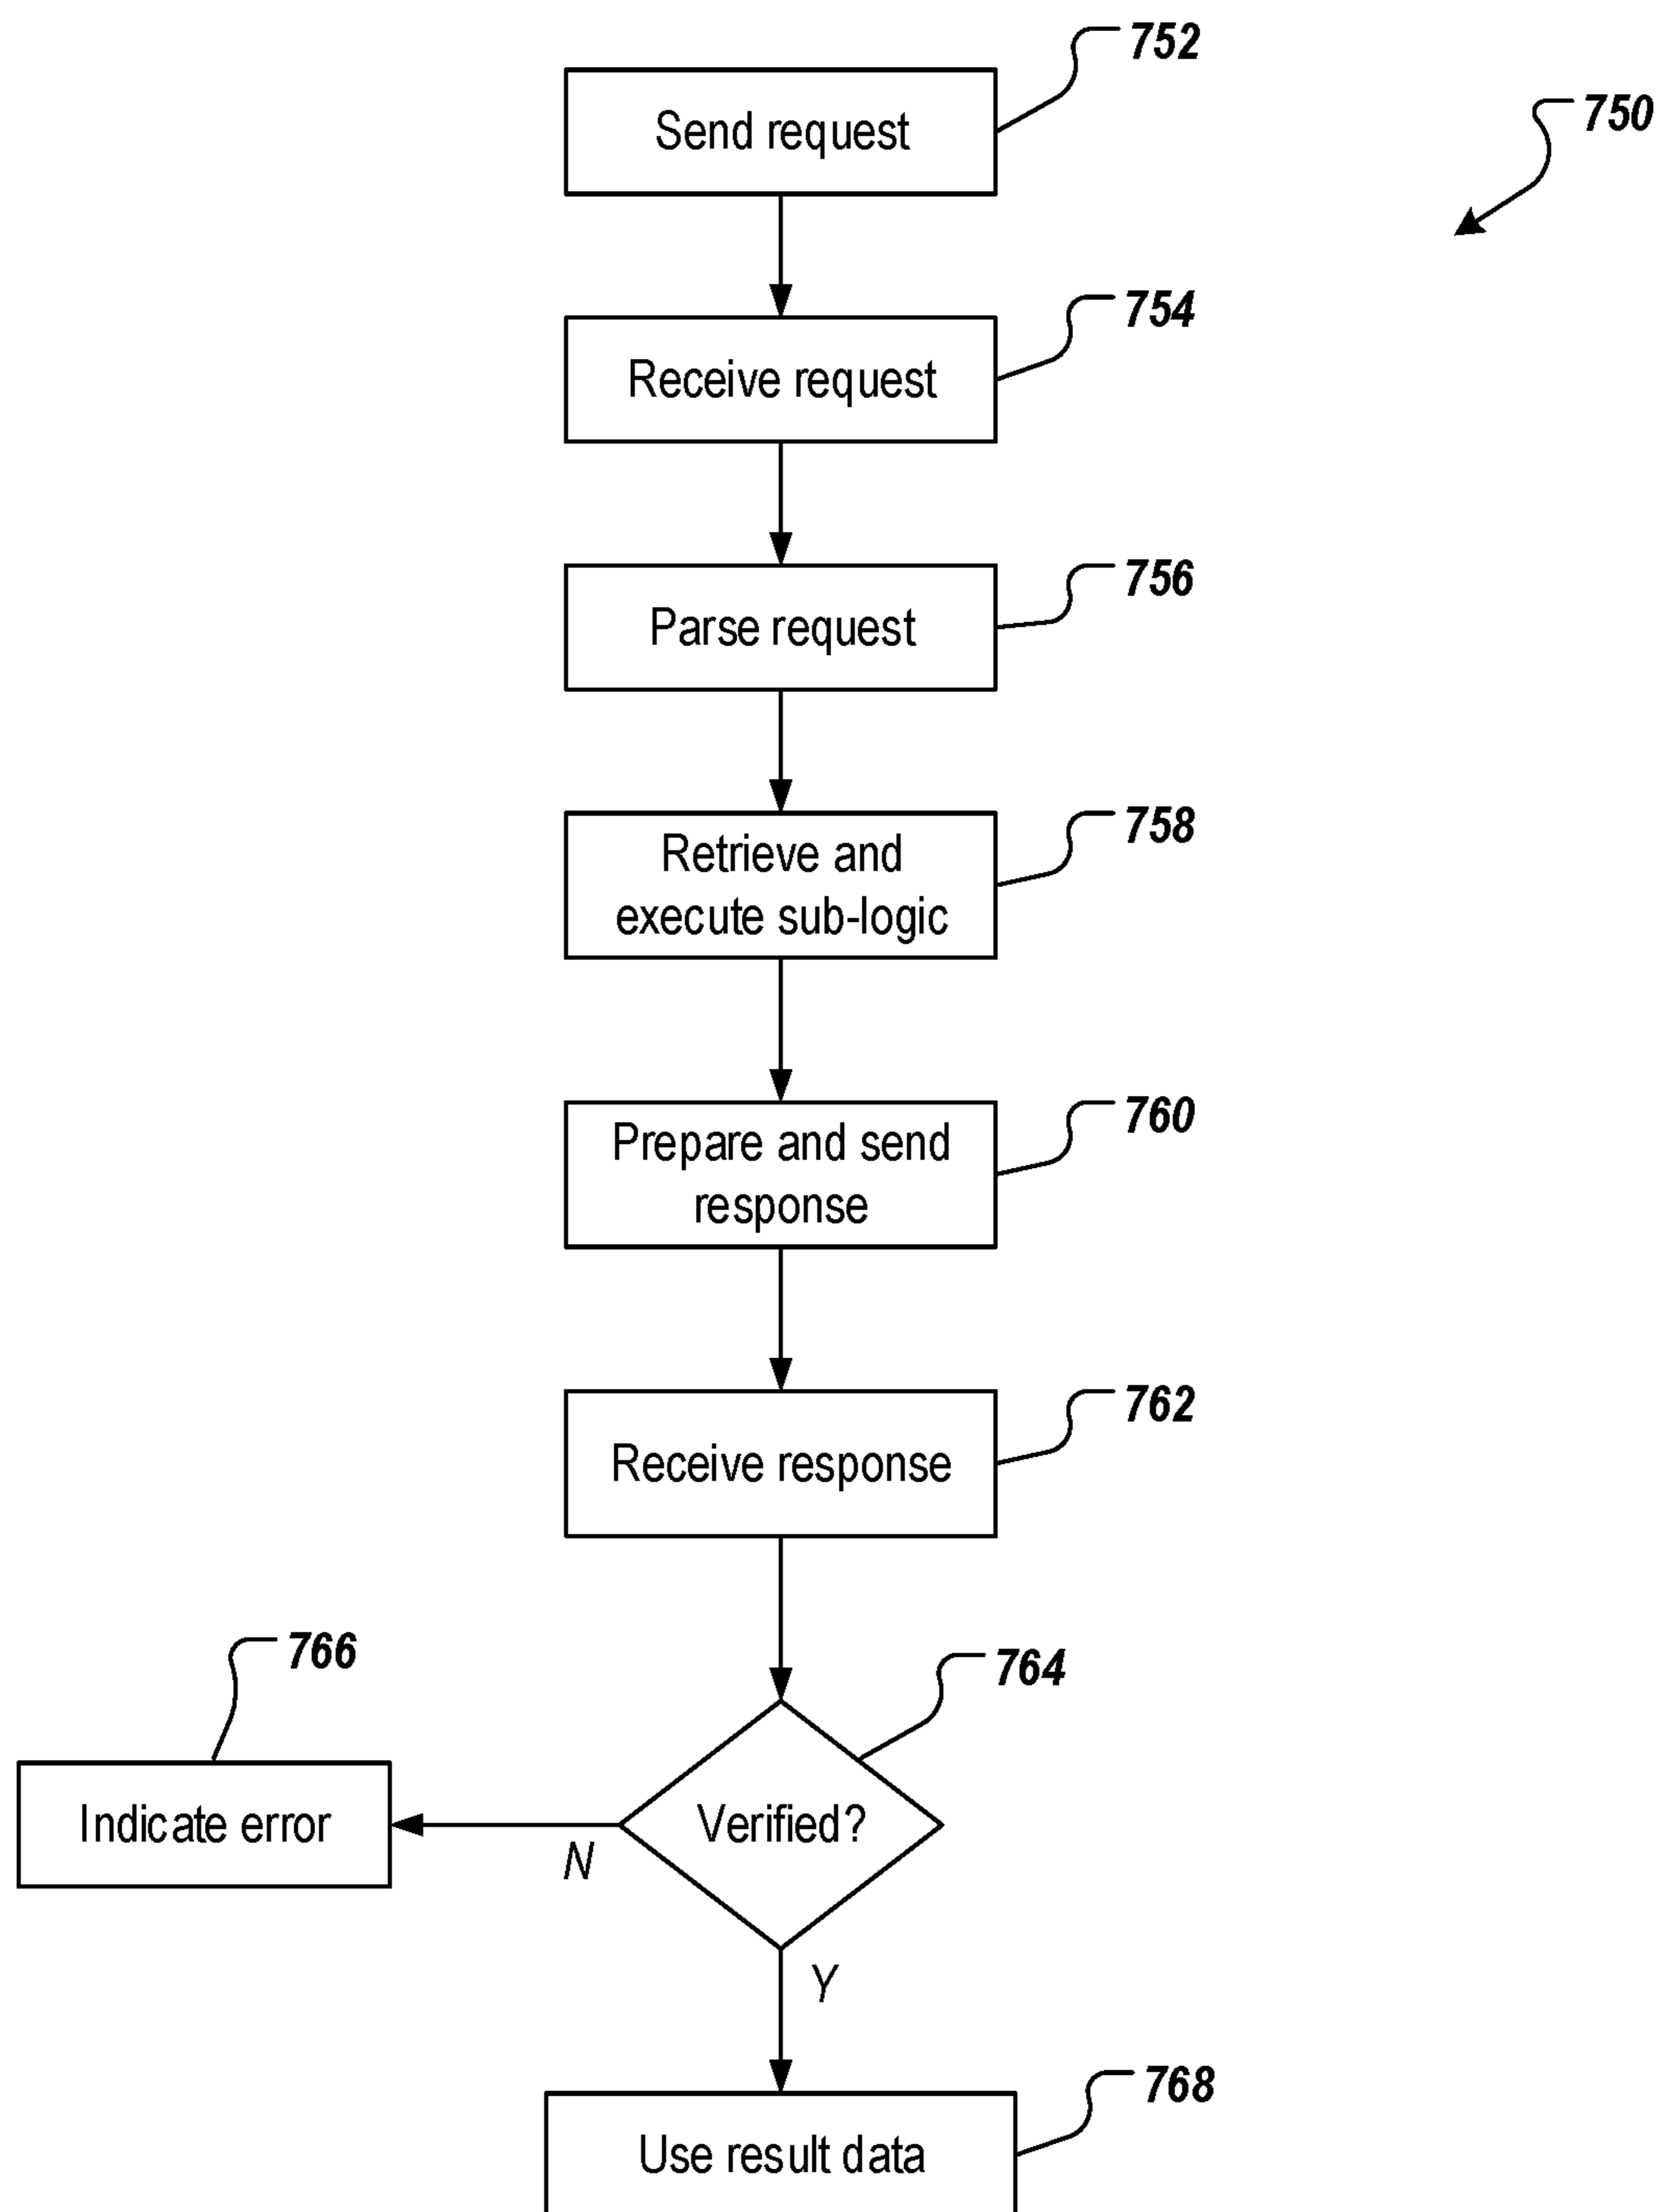 752
Send request
750
754
Receive request
756
Parse request
758
Retrieve and
execute sub-logic
760
Prepare and send
response
762
Receive response
766
764
Indicate error
Verified?
N
Y
768
Use result data